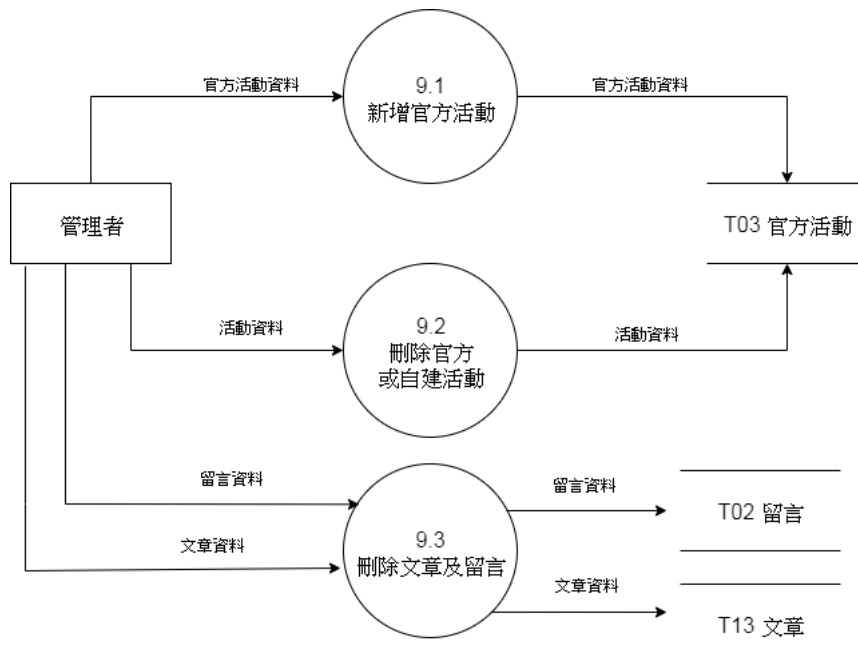 官方活動資料
9.1
新增官方活動
官方活動資料
管理者
T03 官方活動
活動資料
9.2
刪除官方
或自建活動
活動資料
留言資料
文章資料
9.3
刪除文章及留言
留言資料
T02 留言
文章資料
T13 文章